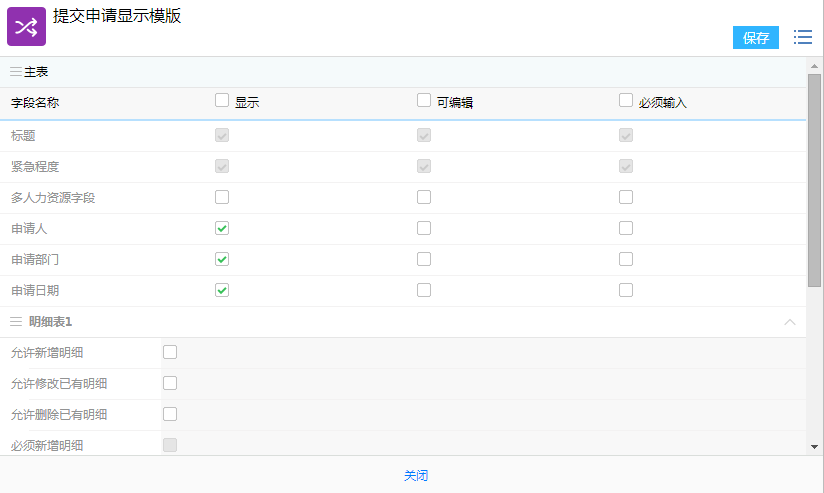 提交申请显示模版
保存
主表
字段名称 显示 可编辑 必须输入
标题
紧急程度
多人力资源字段
申请人
申请部门
申请日期
明细表1
允许新增明细
允许修改已有明细
允许删除已有明细
必须新增明细
关闭